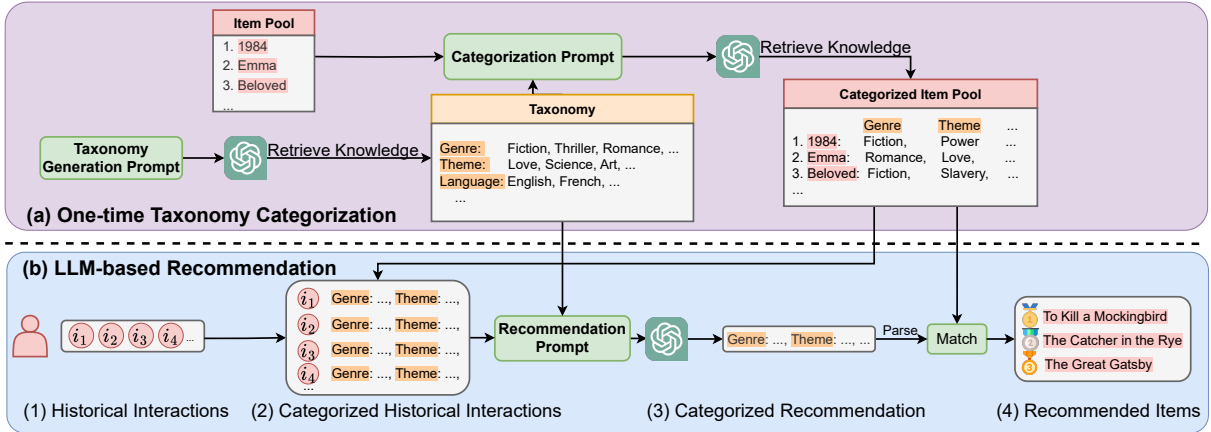 Item Pool
1. 1984
2. Emma
3. Beloved
...
Categorization Prompt
Retrieve Knowledge
Categorized Item Pool
Genre Theme ...
1. 1984: Fiction, Power ...
2. Emma: Romance, Love, ...
3. Beloved: Fiction, Slavery, ...
...
Taxonomy
Genre: Fiction, Thriller, Romance, ...
Theme: Love, Science, Art, ...
Language: English, French, ...
...
Taxonomy
Generation Prompt
Retrieve Knowledge
(a) One-time Taxonomy Categorization
(b) LLM-based Recommendation
i1 i2 i3 i4 ...
i1 Genre: ..., Theme: ...,
i2 Genre: ..., Theme: ...,
i3 Genre: ..., Theme: ...,
i4 Genre: ..., Theme: ...,
...
Recommendation
Prompt
Genre: ..., Theme: ..., ...
Parse
Match
1 To Kill a Mockingbird
2 The Catcher in the Rye
3 The Great Gatsby
(1) Historical Interactions
(2) Categorized Historical Interactions
(3) Categorized Recommendation
(4) Recommended Items